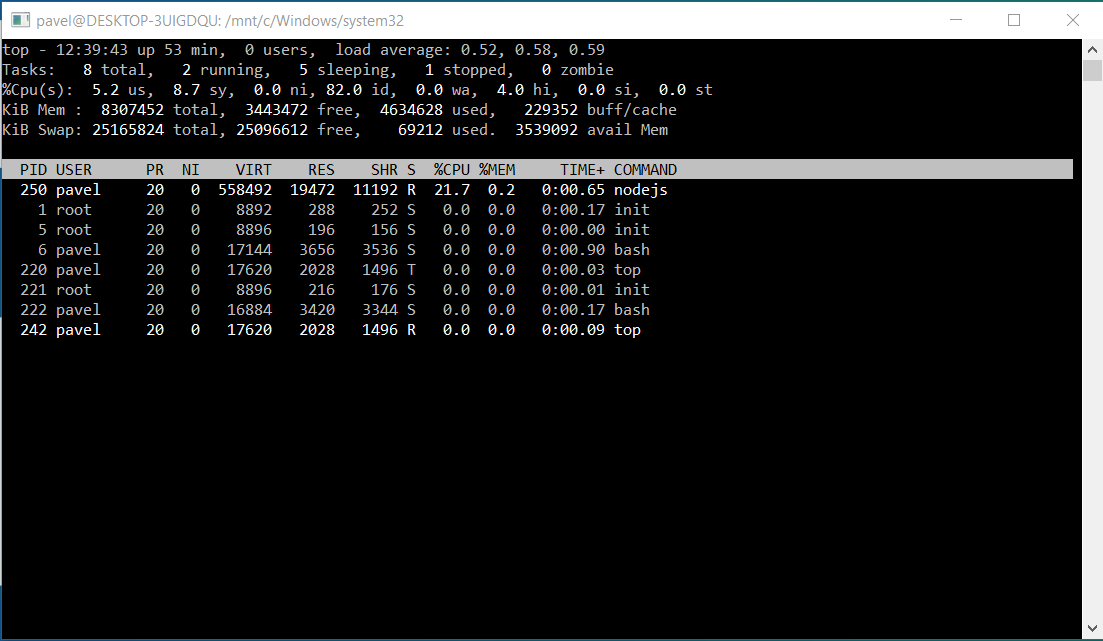 pavel@DESKTOP-3UIGDQU: /mnt/c/Windows/system32
top - 12:39:43 up 53 min,  0 users,  load average: 0.52, 0.58, 0.59
Tasks:   8 total,   2 running,   5 sleeping,   1 stopped,   0 zombie
%Cpu(s):  5.2 us,  8.7 sy,  0.0 ni, 82.0 id,  0.0 wa,  4.0 hi,  0.0 si,  0.0 st
KiB Mem :  8307452 total,  3443472 free,  4634628 used,   229352 buff/cache
KiB Swap: 25165824 total, 25096612 free,    69212 used.  3539092 avail Mem
  PID USER      PR  NI    VIRT    RES    SHR S  %CPU %MEM     TIME+ COMMAND
  250 pavel     20   0  558492  19472  11192 R  21.7  0.2   0:00.65 nodejs
    1 root      20   0    8892    288    252 S   0.0  0.0   0:00.17 init
    5 root      20   0    8896    196    156 S   0.0  0.0   0:00.00 init
    6 pavel     20   0   17144   3656   3536 S   0.0  0.0   0:00.90 bash
  220 pavel     20   0   17620   2028   1496 T   0.0  0.0   0:00.03 top
  221 root      20   0    8896    216    176 S   0.0  0.0   0:00.01 init
  222 pavel     20   0   16884   3420   3344 S   0.0  0.0   0:00.17 bash
  242 pavel     20   0   17620   2028   1496 R   0.0  0.0   0:00.09 top